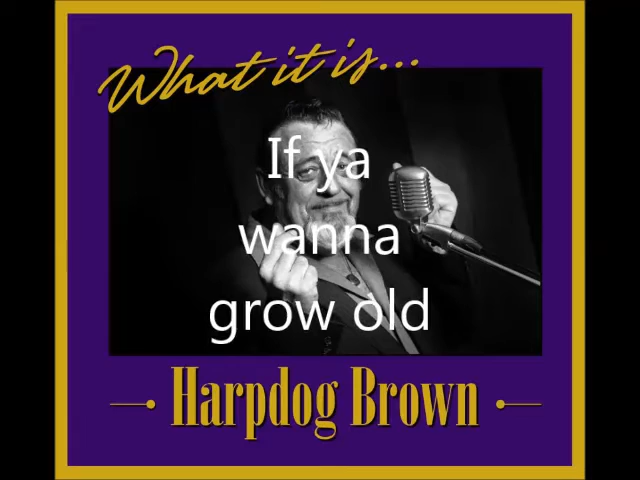 What it is...
If ya
wanna
grow old
Harpdog Brown